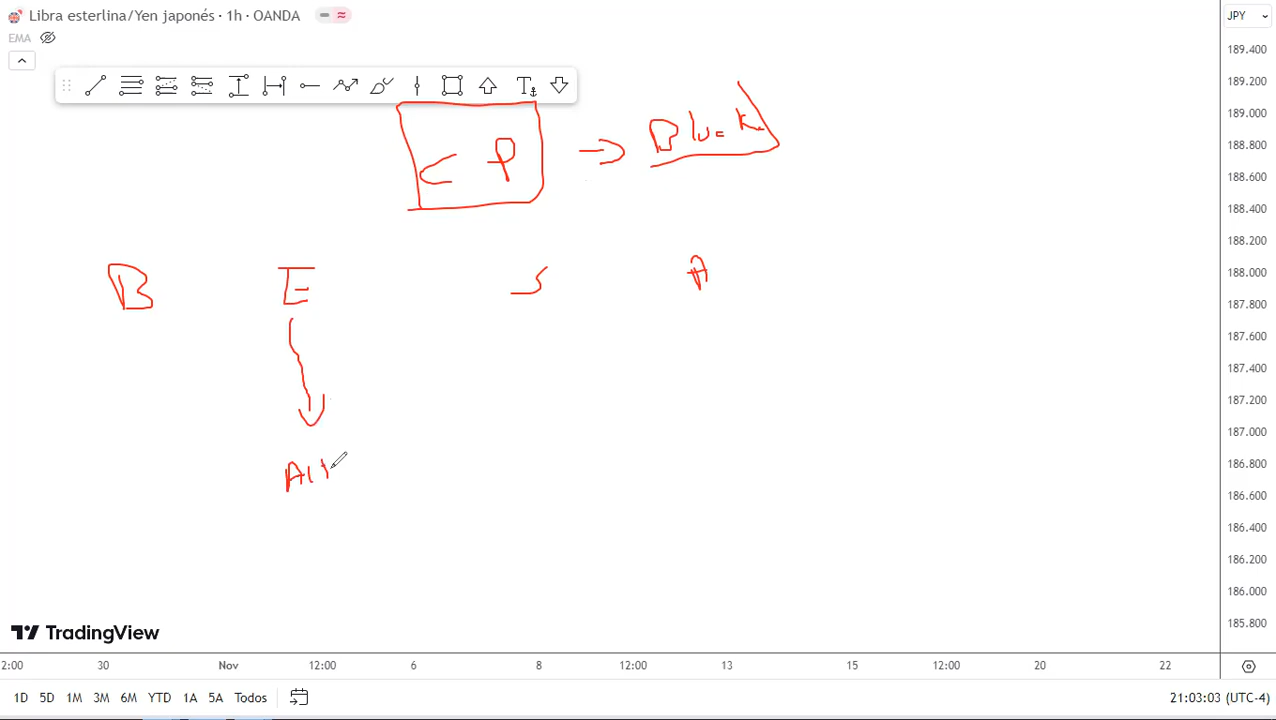 Libra esterlina/Yen japonés · 1h · OANDA
JPY
EMA
C P → Block
B E S A
Alt
189.400
189.200
189.000
188.800
188.600
188.400
188.200
188.000
187.800
187.600
187.400
187.200
187.000
186.800
186.600
186.400
186.200
186.000
185.800
TradingView
2:00 30 Nov 12:00 6 8 12:00 13 15 12:00 20 22
1D 5D 1M 3M 6M YTD 1A 5A Todos 21:03:03 (UTC-4)